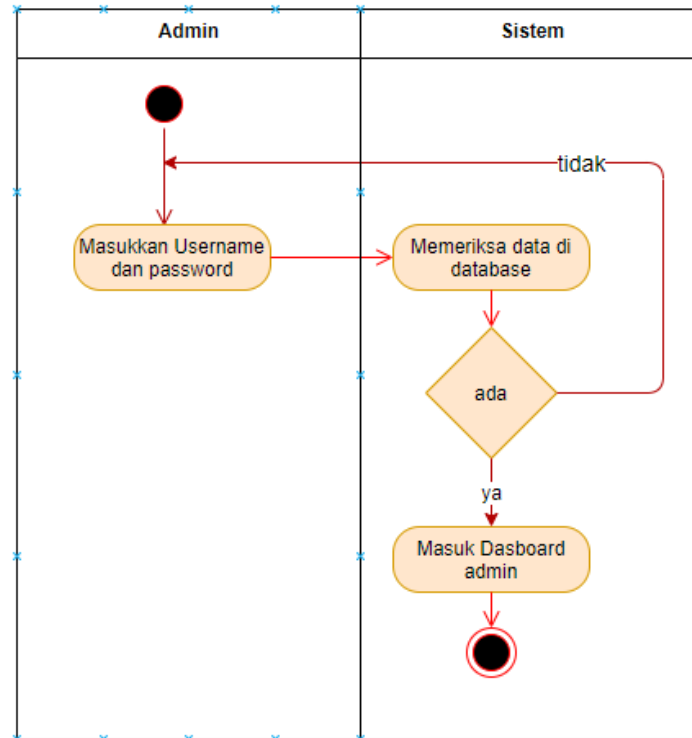 Admin
Sistem
tidak
Masukkan Username
dan password
Memeriksa data di
database
ada
ya
Masuk Dasboard
admin